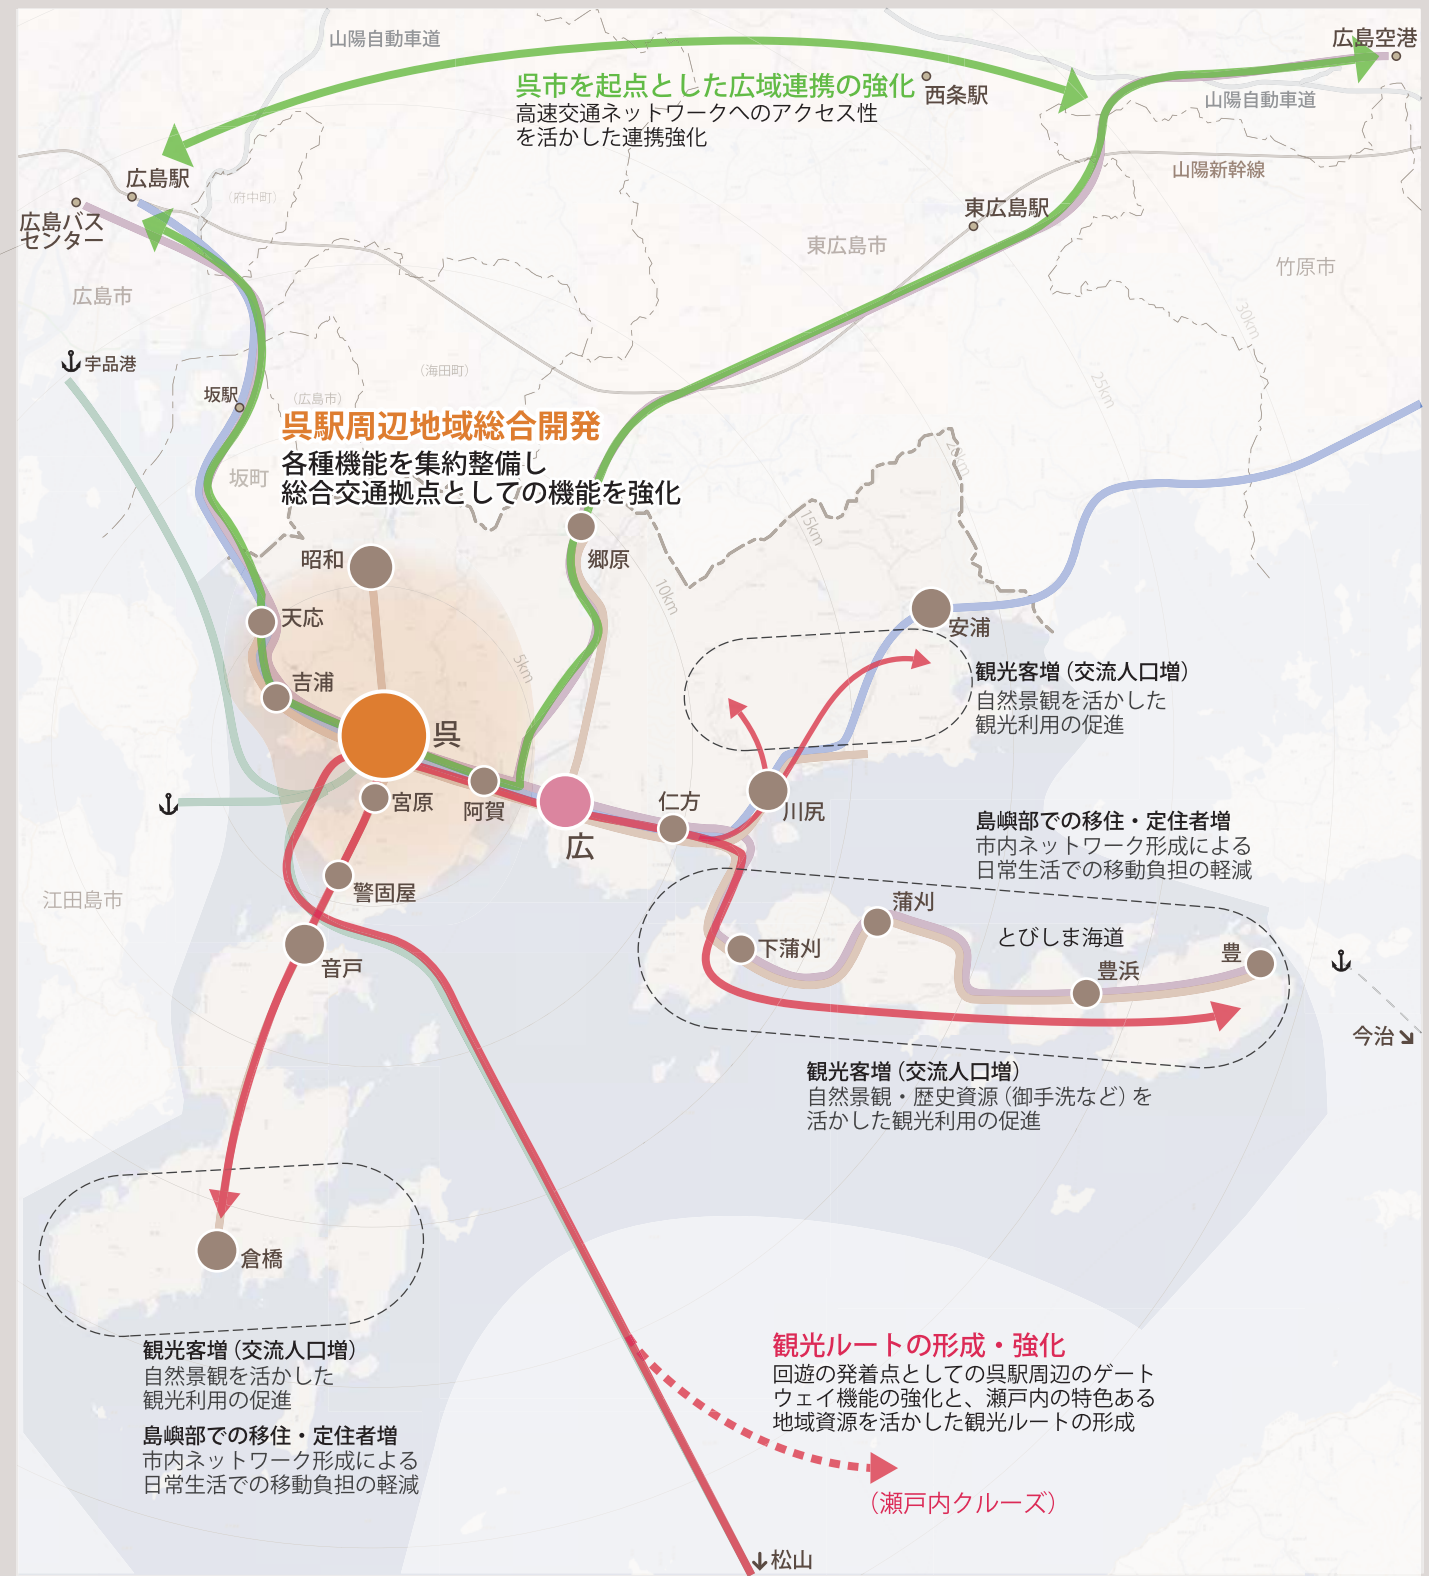 山陽自動車道
広島空港
呉市を起点とした広域連携の強化
高速交通ネットワークへのアクセス性
を活かした連携強化
西条駅
山陽自動車道
山陽新幹線
広島駅
（府中町）
広島バス
センター
東広島駅
東広島市
竹原市
広島市
30km
宇品港
（海田町）
25km
坂駅
（広島市）
呉駅周辺地域総合開発
各種機能を集約整備し
総合交通拠点としての機能を強化
坂町
20km
15km
昭和
郷原
10km
天応
安浦
5km
吉浦
観光客増（交流人口増）
自然景観を活かした
観光利用の促進
呉
宮原
阿賀
仁方
川尻
広
島嶼部での移住・定住者増
市内ネットワーク形成による
日常生活での移動負担の軽減
江田島市
警固屋
蒲刈
とびしま海道
下蒲刈
豊浜
豊
音戸
今治
観光客増（交流人口増）
自然景観・歴史資源（御手洗など）を
活かした観光利用の促進
倉橋
観光客増（交流人口増）
自然景観を活かした
観光利用の促進
島嶼部での移住・定住者増
市内ネットワーク形成による
日常生活での移動負担の軽減
観光ルートの形成・強化
回遊の発着点としての呉駅周辺のゲート
ウェイ機能の強化と、瀬戸内の特色ある
地域資源を活かした観光ルートの形成
（瀬戸内クルーズ）
松山